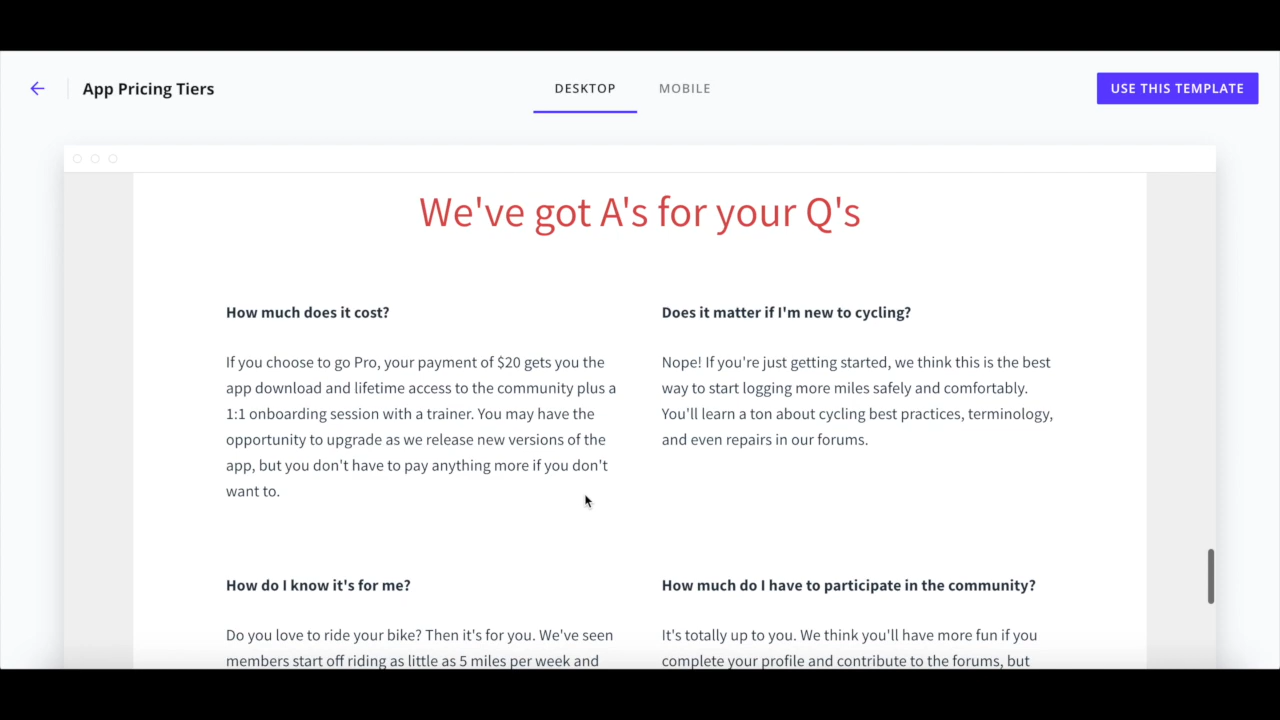 App Pricing Tiers
DESKTOP
MOBILE
USE THIS TEMPLATE
We've got A's for your Q's
How much does it cost?
If you choose to go Pro, your payment of $20 gets you the
app download and lifetime access to the community plus a
1:1 onboarding session with a trainer. You may have the
opportunity to upgrade as we release new versions of the
app, but you don't have to pay anything more if you don't
want to.
Does it matter if I'm new to cycling?
Nope! If you're just getting started, we think this is the best
way to start logging more miles safely and comfortably.
You'll learn a ton about cycling best practices, terminology,
and even repairs in our forums.
How do I know it's for me?
Do you love to ride your bike? Then it's for you. We've seen
members start off riding as little as 5 miles per week and
How much do I have to participate in the community?
It's totally up to you. We think you'll have more fun if you
complete your profile and contribute to the forums, but